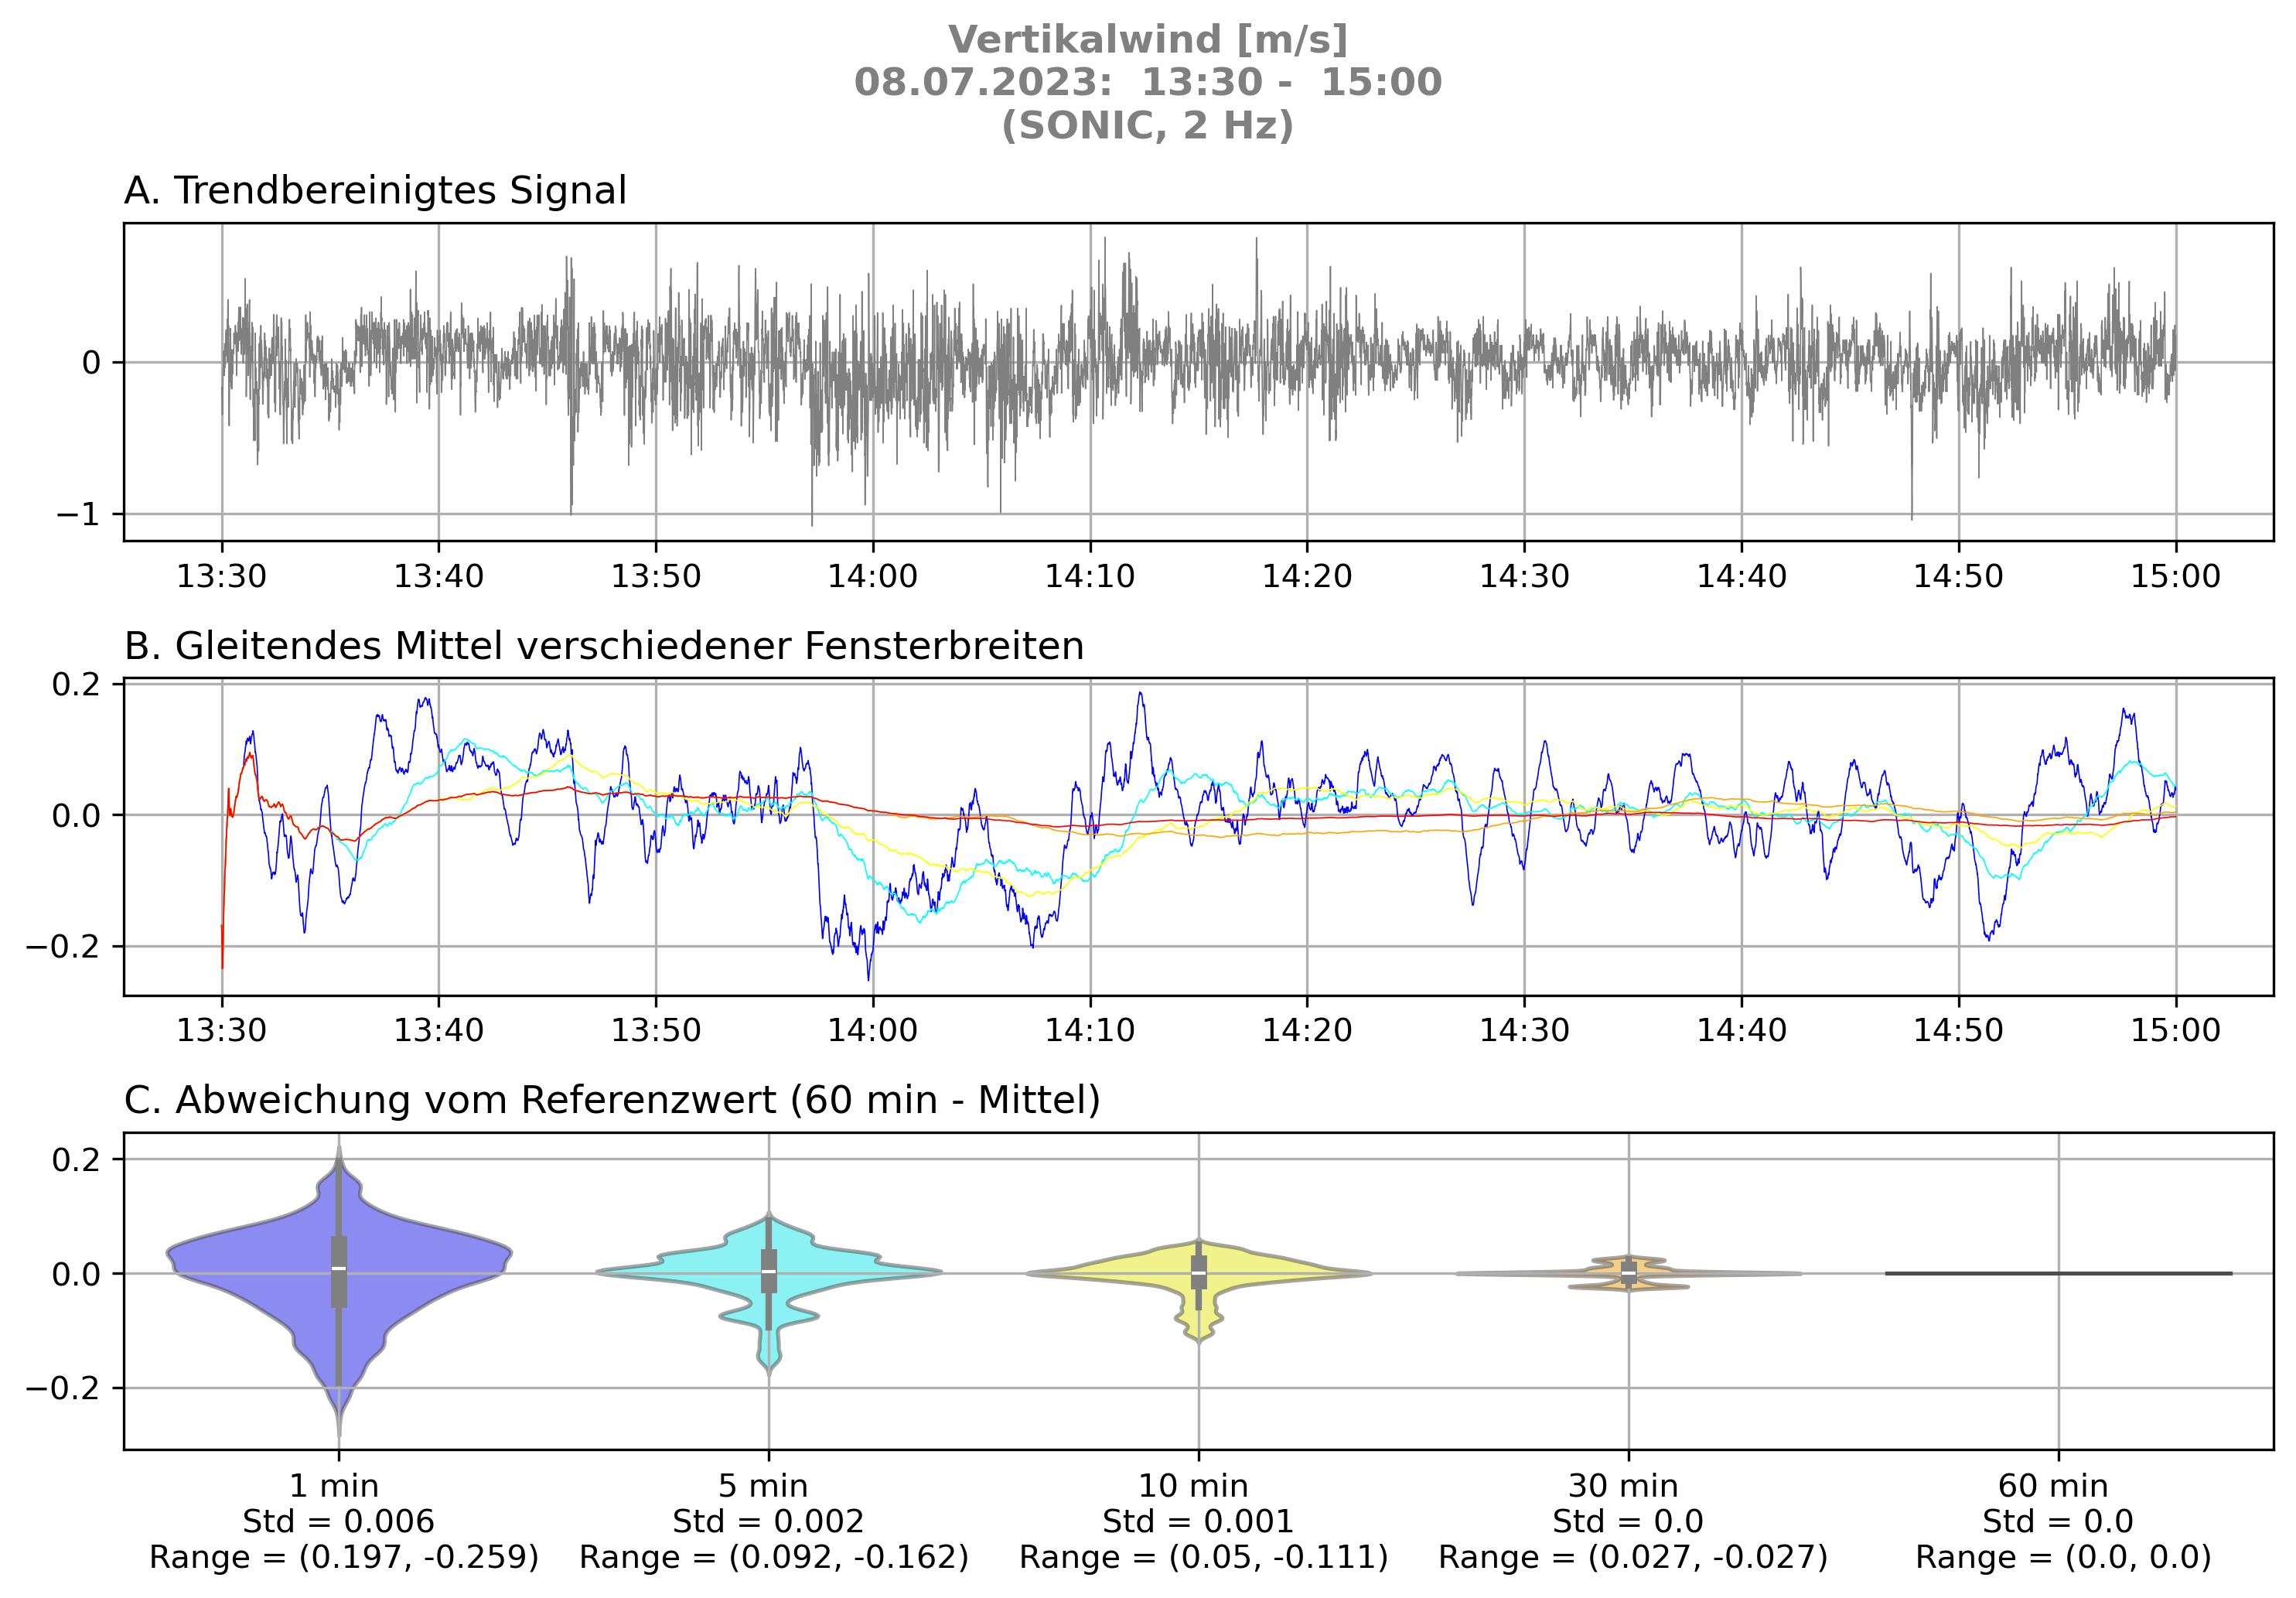 Vertikalwind [m/s]
08.07.2023:  13:30 -  15:00
(SONIC, 2 Hz)
A. Trendbereinigtes Signal
0
−1
13:30 13:40 13:50 14:00 14:10 14:20 14:30 14:40 14:50 15:00
B. Gleitendes Mittel verschiedener Fensterbreiten
0.2
0.0
−0.2
13:30 13:40 13:50 14:00 14:10 14:20 14:30 14:40 14:50 15:00
C. Abweichung vom Referenzwert (60 min - Mittel)
0.2
0.0
−0.2
1 min 5 min 10 min 30 min 60 min
Std = 0.006 Std = 0.002 Std = 0.001 Std = 0.0 Std = 0.0
Range = (0.197, -0.259) Range = (0.092, -0.162) Range = (0.05, -0.111) Range = (0.027, -0.027) Range = (0.0, 0.0)